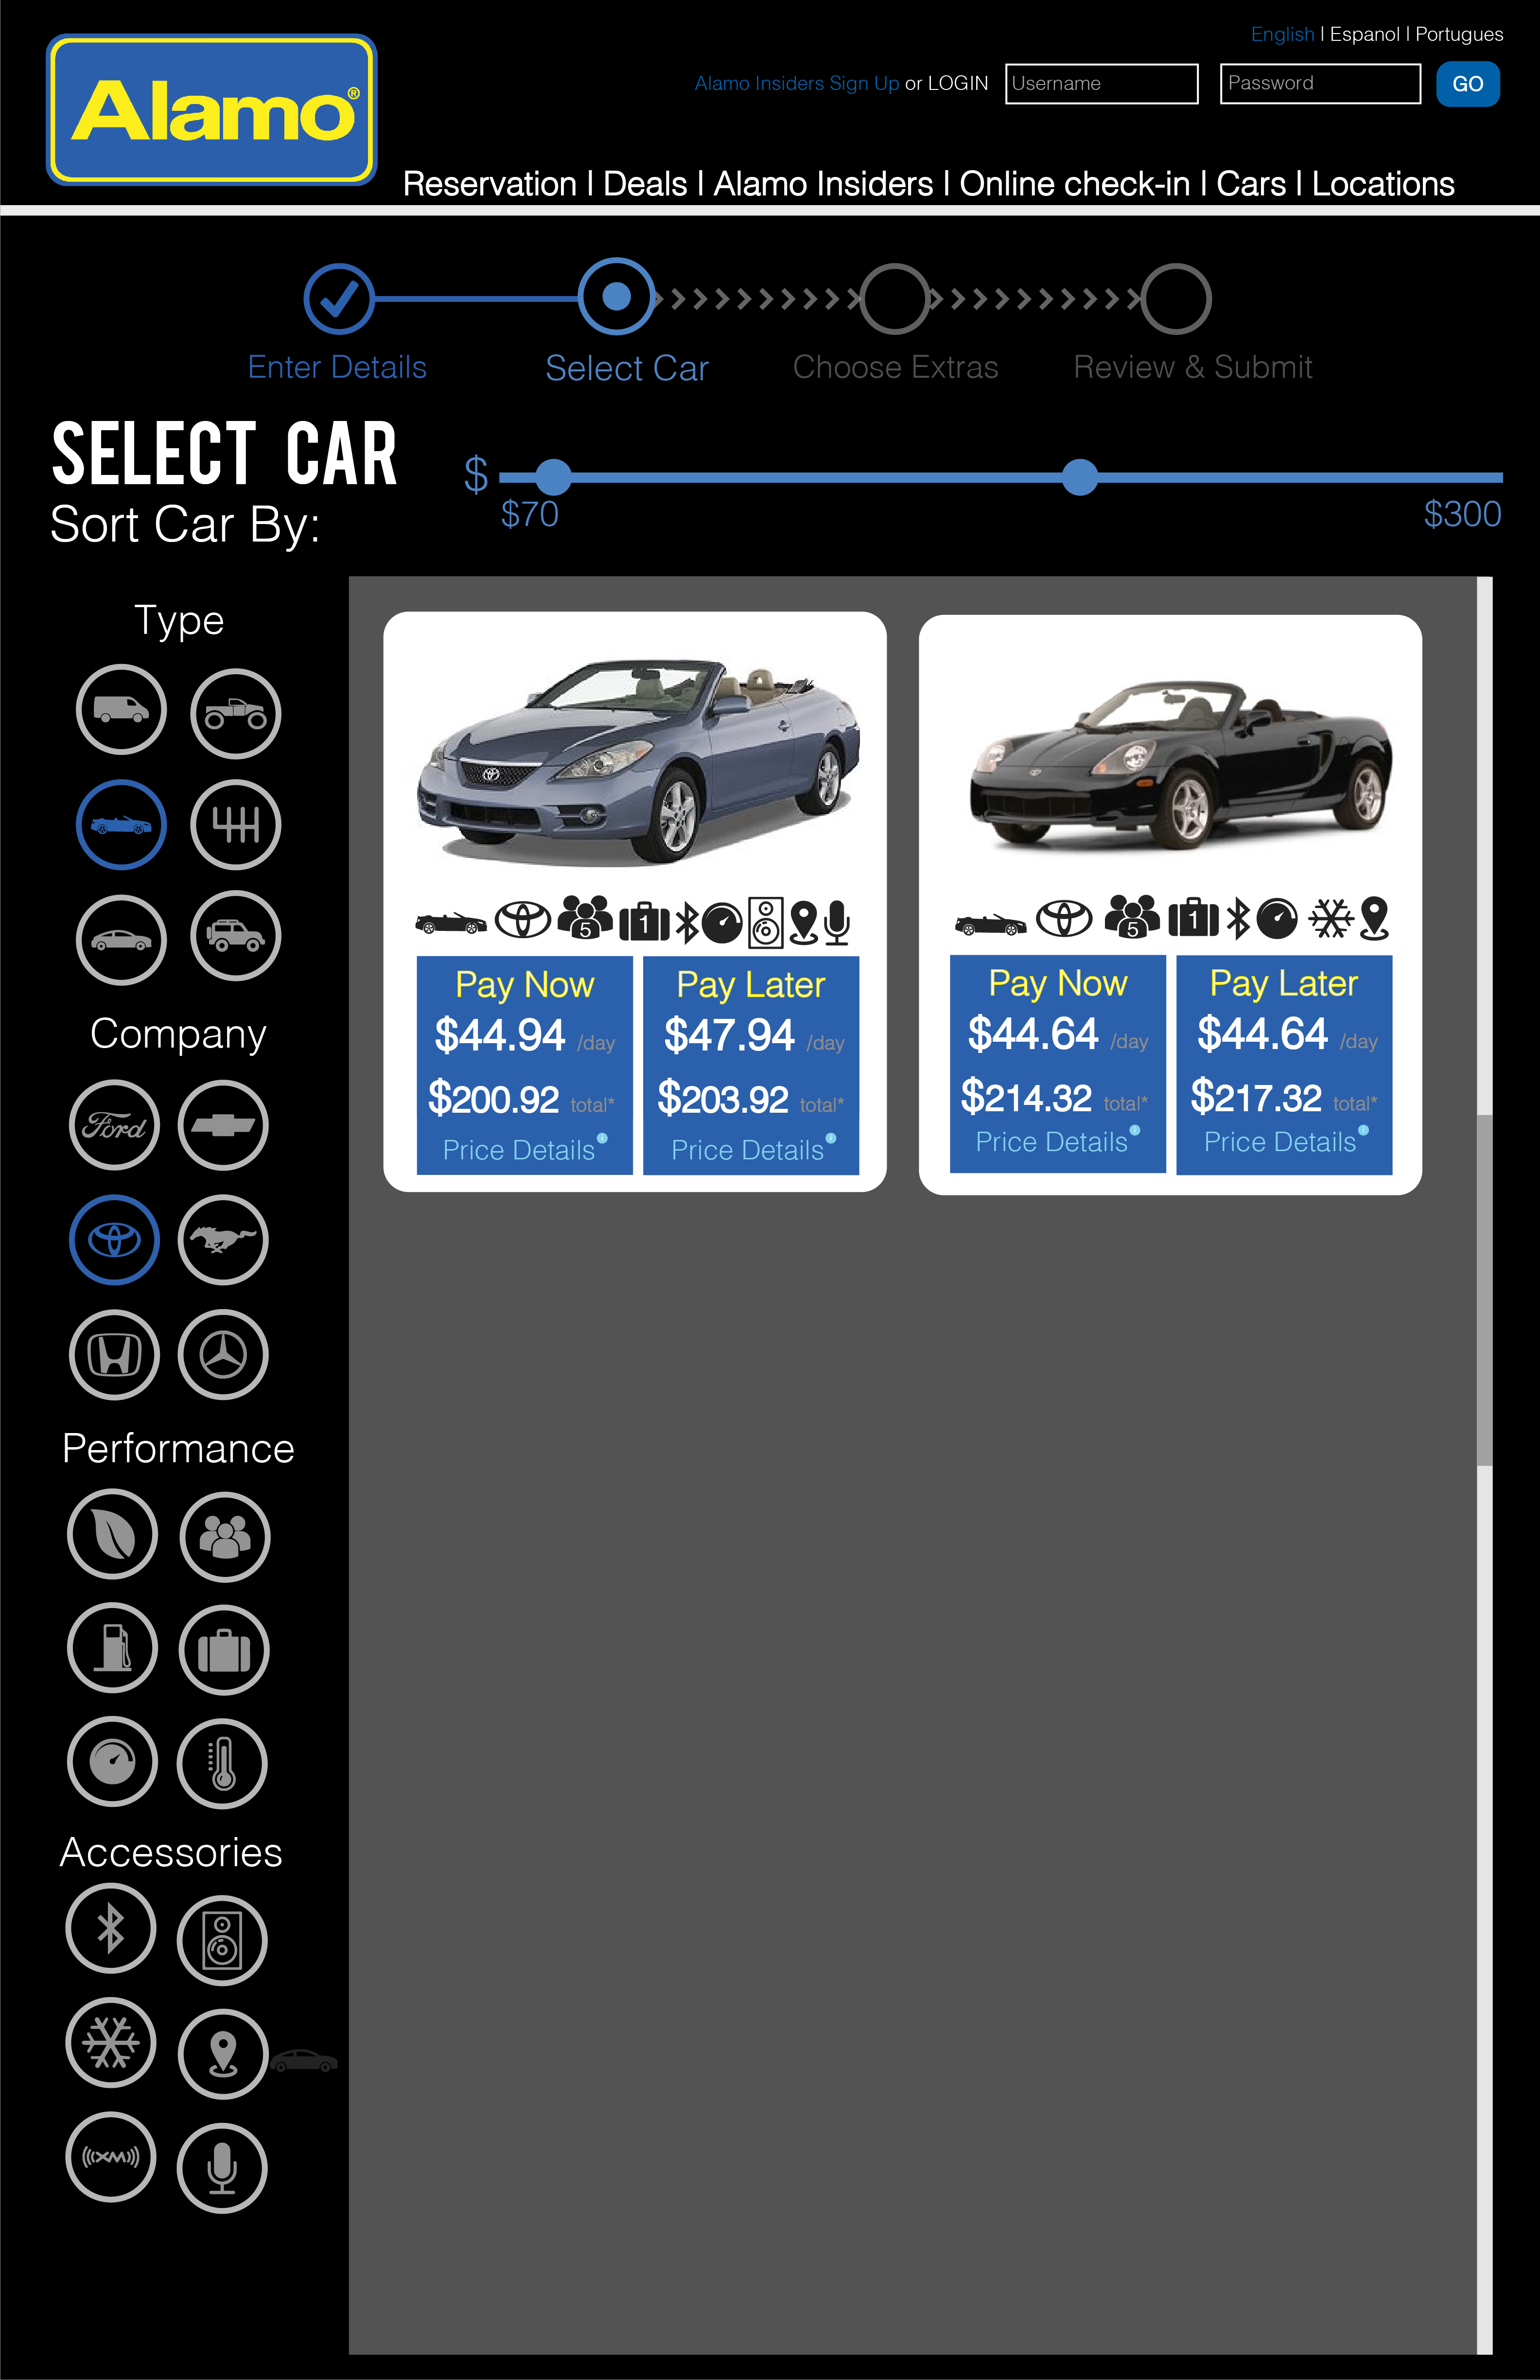 English | Espanol | Portugues
Alamo®
Alamo Insiders Sign Up or LOGIN Username Password GO
Reservation | Deals | Alamo Insiders | Online check-in | Cars | Locations
Enter Details Select Car Choose Extras Review & Submit
SELECT CAR
$
$70 $300
Sort Car By:
Type
5 1
5 1
Pay Now Pay Later
$44.94 /day $47.94 /day
$200.92 total* $203.92 total*
Price Details Price Details
Pay Now Pay Later
$44.64 /day $44.64 /day
$214.32 total* $217.32 total*
Price Details Price Details
Company
Ford
Performance
Accessories
XM